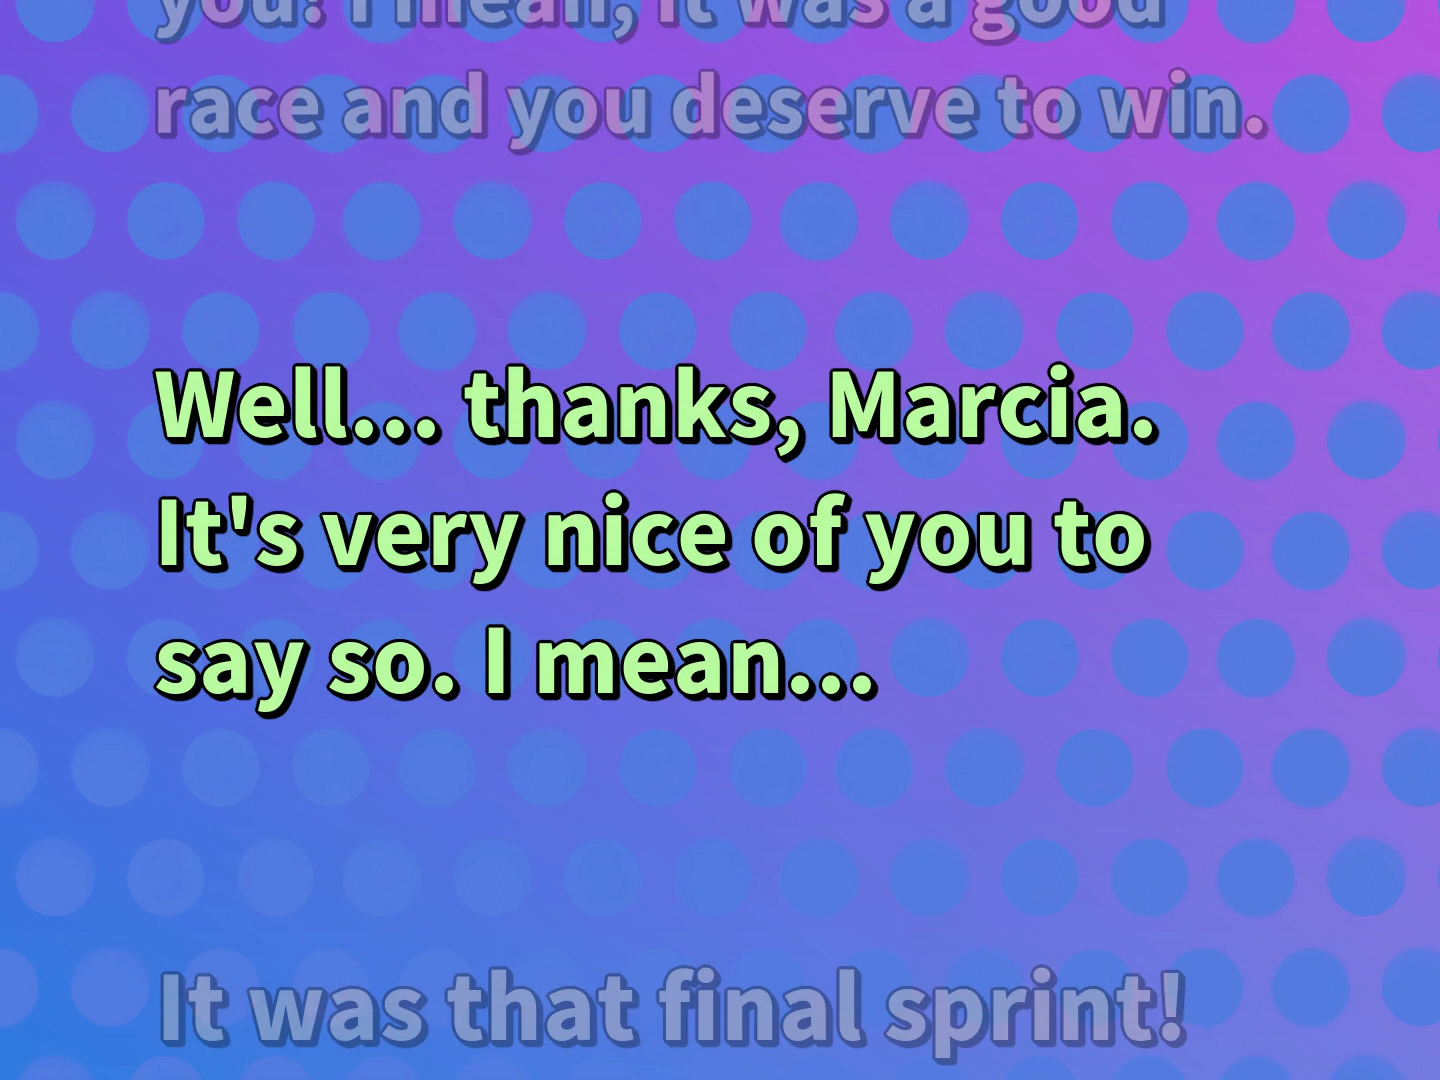 you! I mean, it was a good
race and you deserve to win.
Well... thanks, Marcia.
It's very nice of you to
say so. I mean...
It was that final sprint!